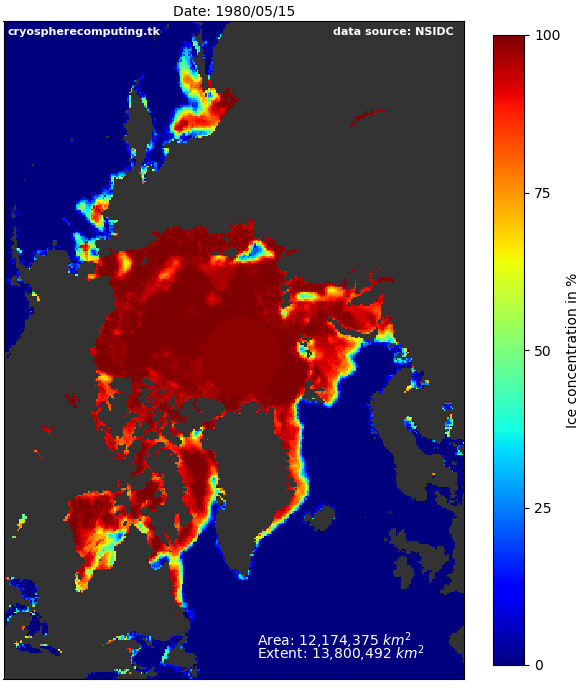 Date: 1980/05/15
cryospherecomputing.tk
data source: NSIDC
100
75
50
25
0
Ice concentration in %
Area: 12,174,375 km²
Extent: 13,800,492 km²